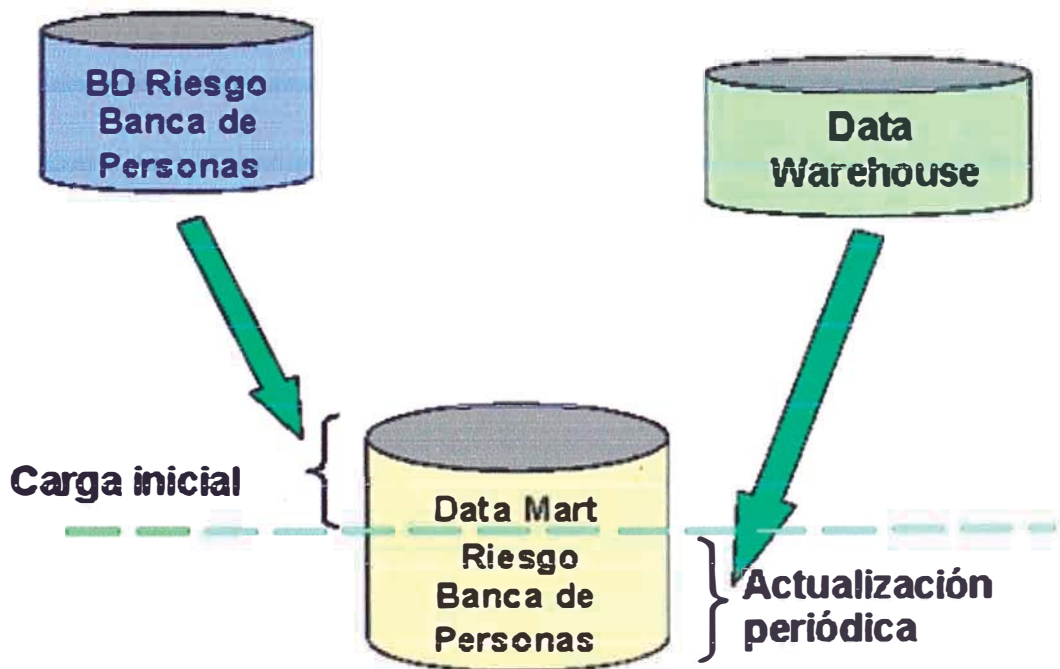 BD Riesgo
Banca de
Personas
Data
Warehouse
Carga inicial
Data Mart
Riesgo
Banca de
Personas
Actualización
periódica